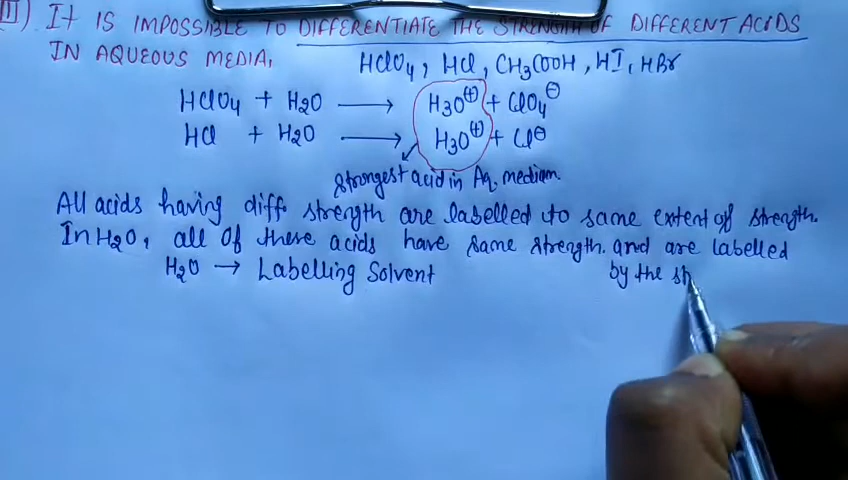 II) It IS IMPOSSIBLE TO DIFFERENTIATE THE STRENGTH OF DIFFERENT ACIDS
IN AQUEOUS MEDIA,
HClO4, HCl, CH3COOH, HI, HBr
HClO4 + H2O ⟶ H3O⊕ + ClO4⊖
HCl + H2O ⟶ H3O⊕ + Cl⊖
Strongest acid in Aq. medium.
All acids having diff strength are labelled to same extent of strength.
In H2O, all of these acids have same strength. and are labelled
by the st
H2O → Labelling Solvent